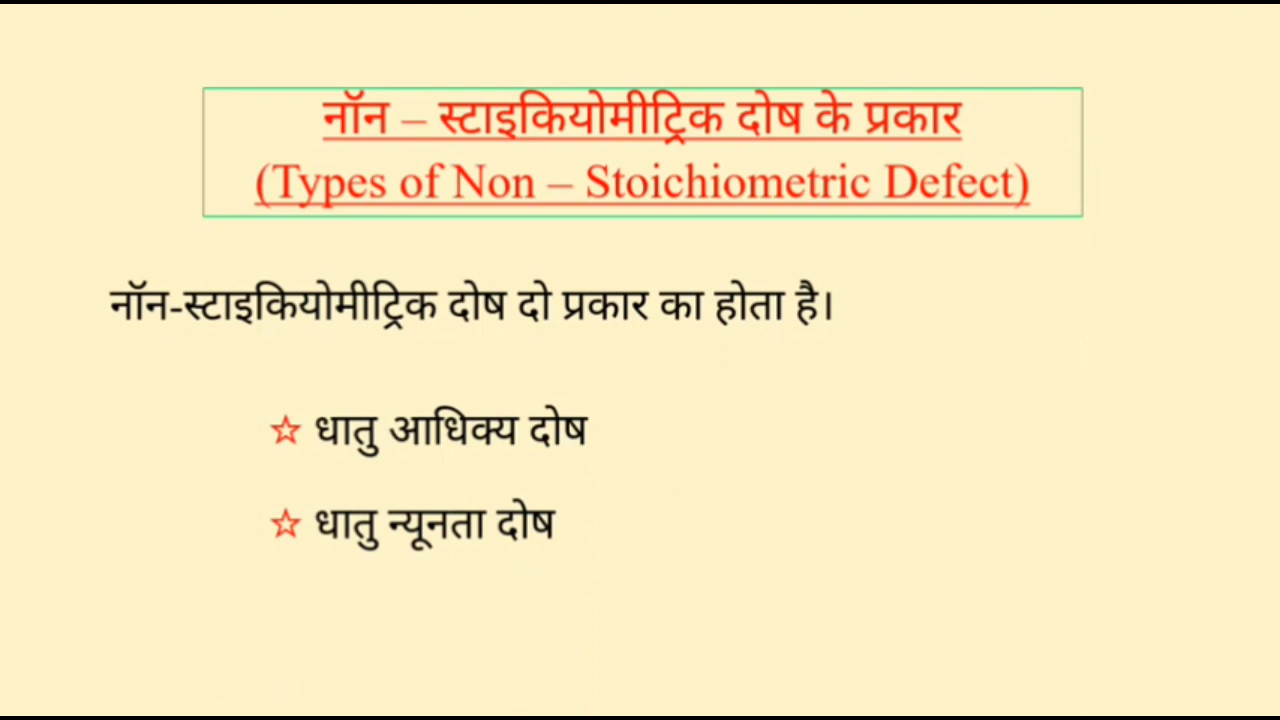 नॉन – स्टाइकियोमीट्रिक दोष के प्रकार
(Types of Non – Stoichiometric Defect)
नॉन-स्टाइकियोमीट्रिक दोष दो प्रकार का होता है।
☆ धातु आधिक्य दोष
☆ धातु न्यूनता दोष